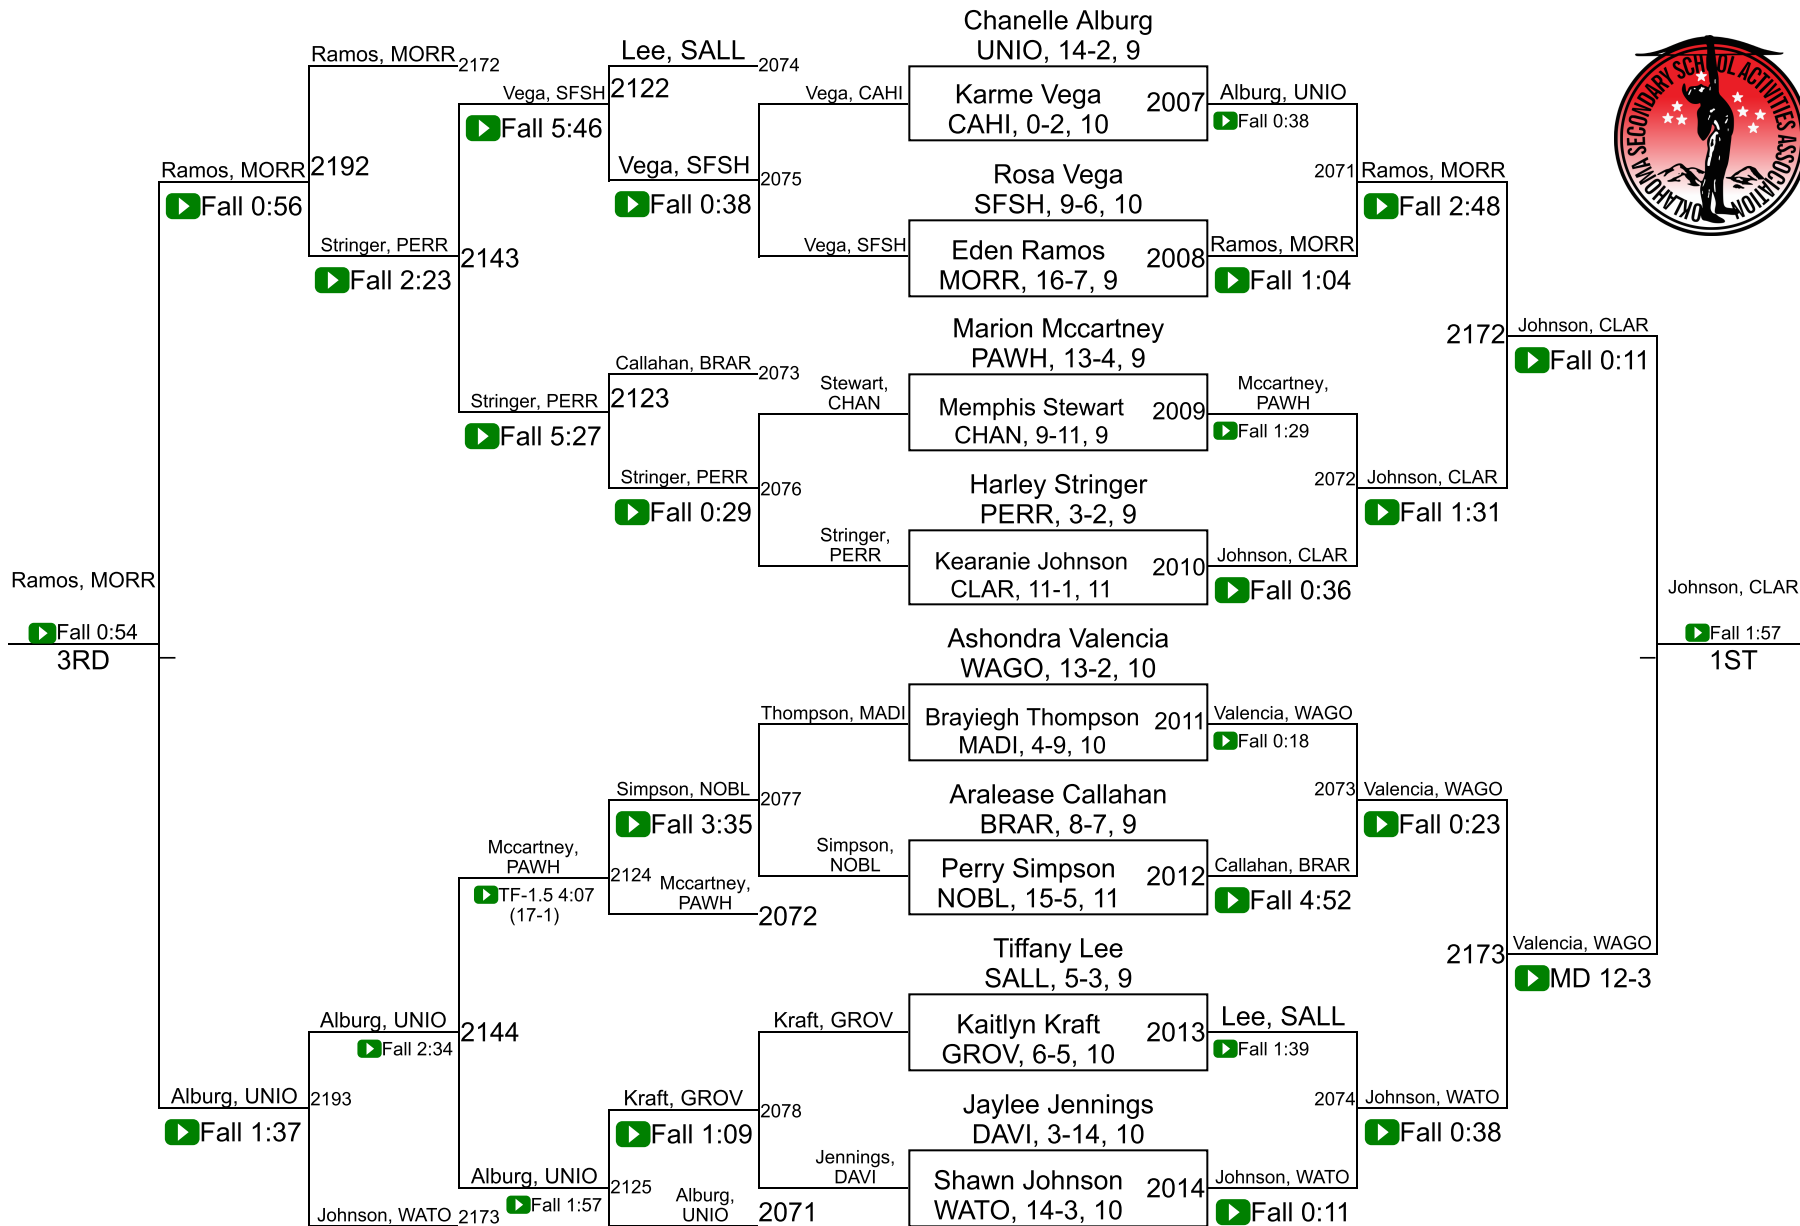 Chanelle Alburg
UNIO, 14-2, 9
Ramos, MORR 2172
Lee, SALL 2074
Vega, SFSH 2122
Vega, CAHI
Karme Vega 2007
CAHI, 0-2, 10
Alburg, UNIO
Fall 0:38
Fall 5:46
OKLAHOMA SECONDARY SCHOOL ACTIVITIES ASSOCIATION
Ramos, MORR 2192
Fall 0:56
Vega, SFSH 2075
Fall 0:38
Rosa Vega
SFSH, 9-6, 10
2071 Ramos, MORR
Fall 2:48
Stringer, PERR 2143
Fall 2:23
Vega, SFSH
Eden Ramos 2008
MORR, 16-7, 9
Ramos, MORR
Fall 1:04
Marion Mccartney
PAWH, 13-4, 9
2172 Johnson, CLAR
Fall 0:11
Callahan, BRAR 2073
Stringer, PERR 2123
Fall 5:27
Stewart,
CHAN
Memphis Stewart 2009
CHAN, 9-11, 9
Mccartney,
PAWH
Fall 1:29
Stringer, PERR 2076
Fall 0:29
Harley Stringer
PERR, 3-2, 9
2072 Johnson, CLAR
Fall 1:31
Stringer,
PERR
Kearanie Johnson 2010
CLAR, 11-1, 11
Johnson, CLAR
Fall 0:36
Ramos, MORR
Fall 0:54
3RD
Johnson, CLAR
Fall 1:57
1ST
Ashondra Valencia
WAGO, 13-2, 10
Thompson, MADI
Brayiegh Thompson 2011
MADI, 4-9, 10
Valencia, WAGO
Fall 0:18
Simpson, NOBL 2077
Fall 3:35
Aralease Callahan
BRAR, 8-7, 9
2073 Valencia, WAGO
Fall 0:23
Mccartney,
PAWH
2124
TF-1.5 4:07
(17-1)
Mccartney,
PAWH
2072
Simpson,
NOBL
Perry Simpson 2012
NOBL, 15-5, 11
Callahan, BRAR
Fall 4:52
Tiffany Lee
SALL, 5-3, 9
2173 Valencia, WAGO
MD 12-3
Alburg, UNIO 2144
Fall 2:34
Kraft, GROV
Kaitlyn Kraft 2013
GROV, 6-5, 10
Lee, SALL
Fall 1:39
Alburg, UNIO 2193
Fall 1:37
Kraft, GROV 2078
Fall 1:09
Jaylee Jennings
DAVI, 3-14, 10
2074 Johnson, WATO
Fall 0:38
Alburg, UNIO 2125
Fall 1:57
Jennings,
DAVI
Shawn Johnson 2014
WATO, 14-3, 10
Johnson, WATO
Fall 0:11
Johnson, WATO 2173
Alburg,
UNIO
2071